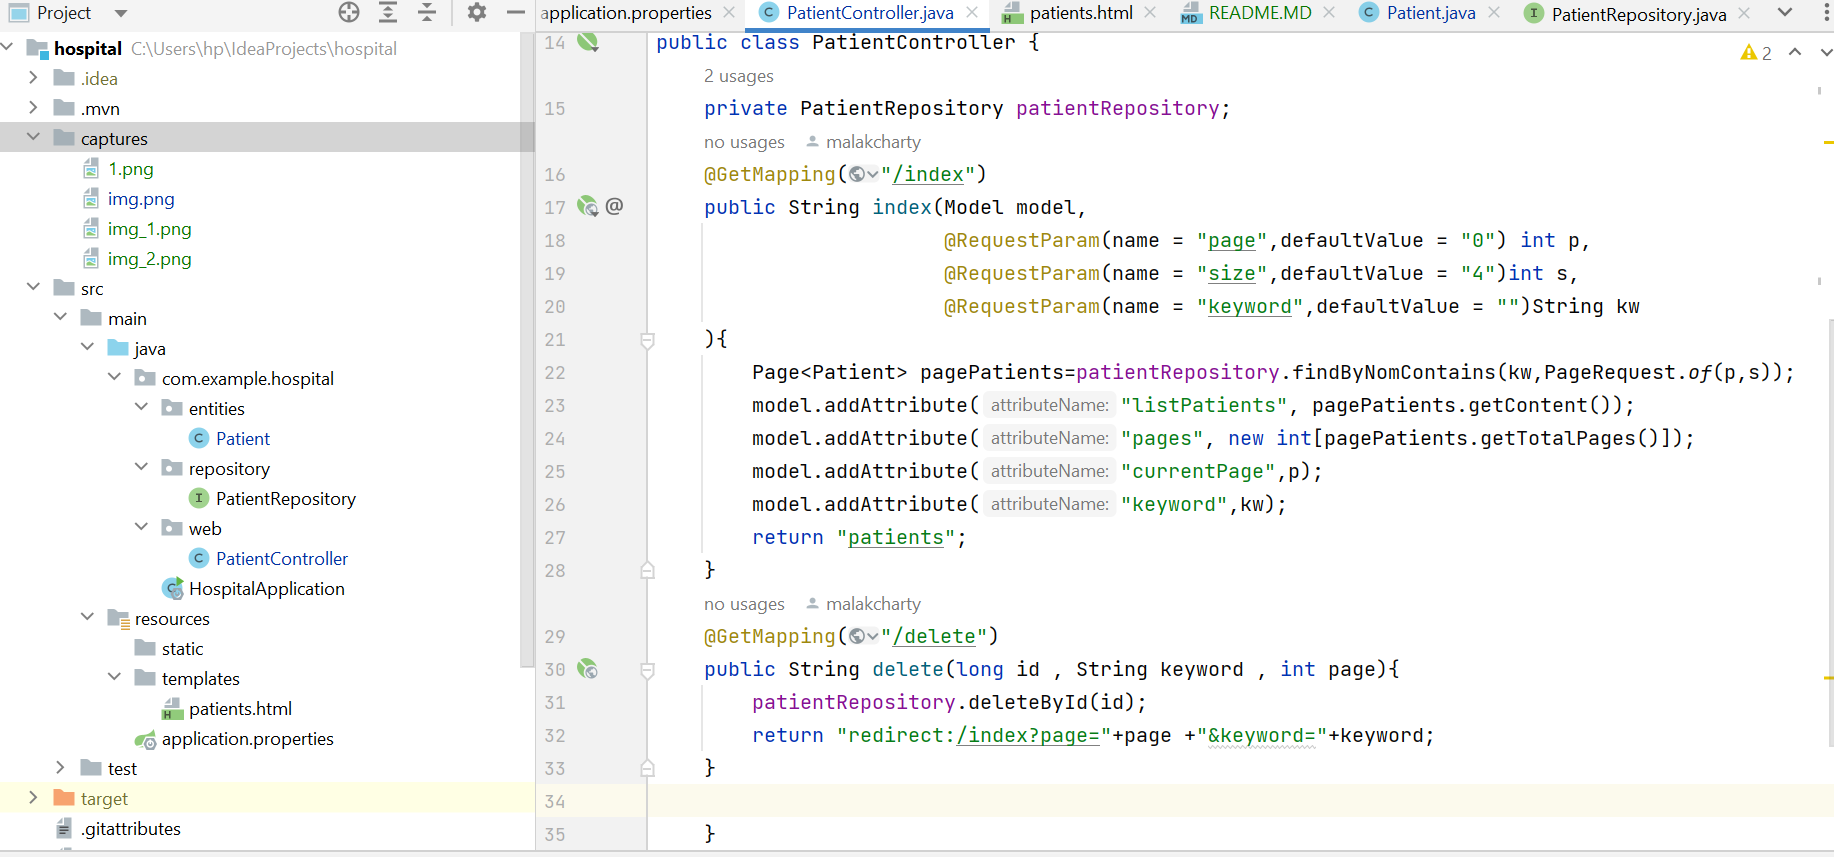 Project
application.properties
PatientController.java
patients.html
README.MD
Patient.java
PatientRepository.java
hospital C:\Users\hp\IdeaProjects\hospital
.idea
.mvn
captures
1.png
img.png
img_1.png
img_2.png
src
main
java
com.example.hospital
entities
Patient
repository
PatientRepository
web
PatientController
HospitalApplication
resources
static
templates
patients.html
application.properties
test
target
.gitattributes
2
14 public class PatientController {
2 usages
15 private PatientRepository patientRepository;
no usages malakcharty
16 @GetMapping("/index")
17 @ public String index(Model model,
18 @RequestParam(name = "page",defaultValue = "0") int p,
19 @RequestParam(name = "size",defaultValue = "4")int s,
20 @RequestParam(name = "keyword",defaultValue = "")String kw
21 ){
22 Page<Patient> pagePatients=patientRepository.findByNomContains(kw,PageRequest.of(p,s));
23 model.addAttribute( attributeName: "listPatients", pagePatients.getContent());
24 model.addAttribute( attributeName: "pages", new int[pagePatients.getTotalPages()]);
25 model.addAttribute( attributeName: "currentPage",p);
26 model.addAttribute( attributeName: "keyword",kw);
27 return "patients";
28 }
no usages malakcharty
29 @GetMapping("/delete")
30 public String delete(long id , String keyword , int page){
31 patientRepository.deleteById(id);
32 return "redirect:/index?page="+page +"&keyword="+keyword;
33 }
34
35 }